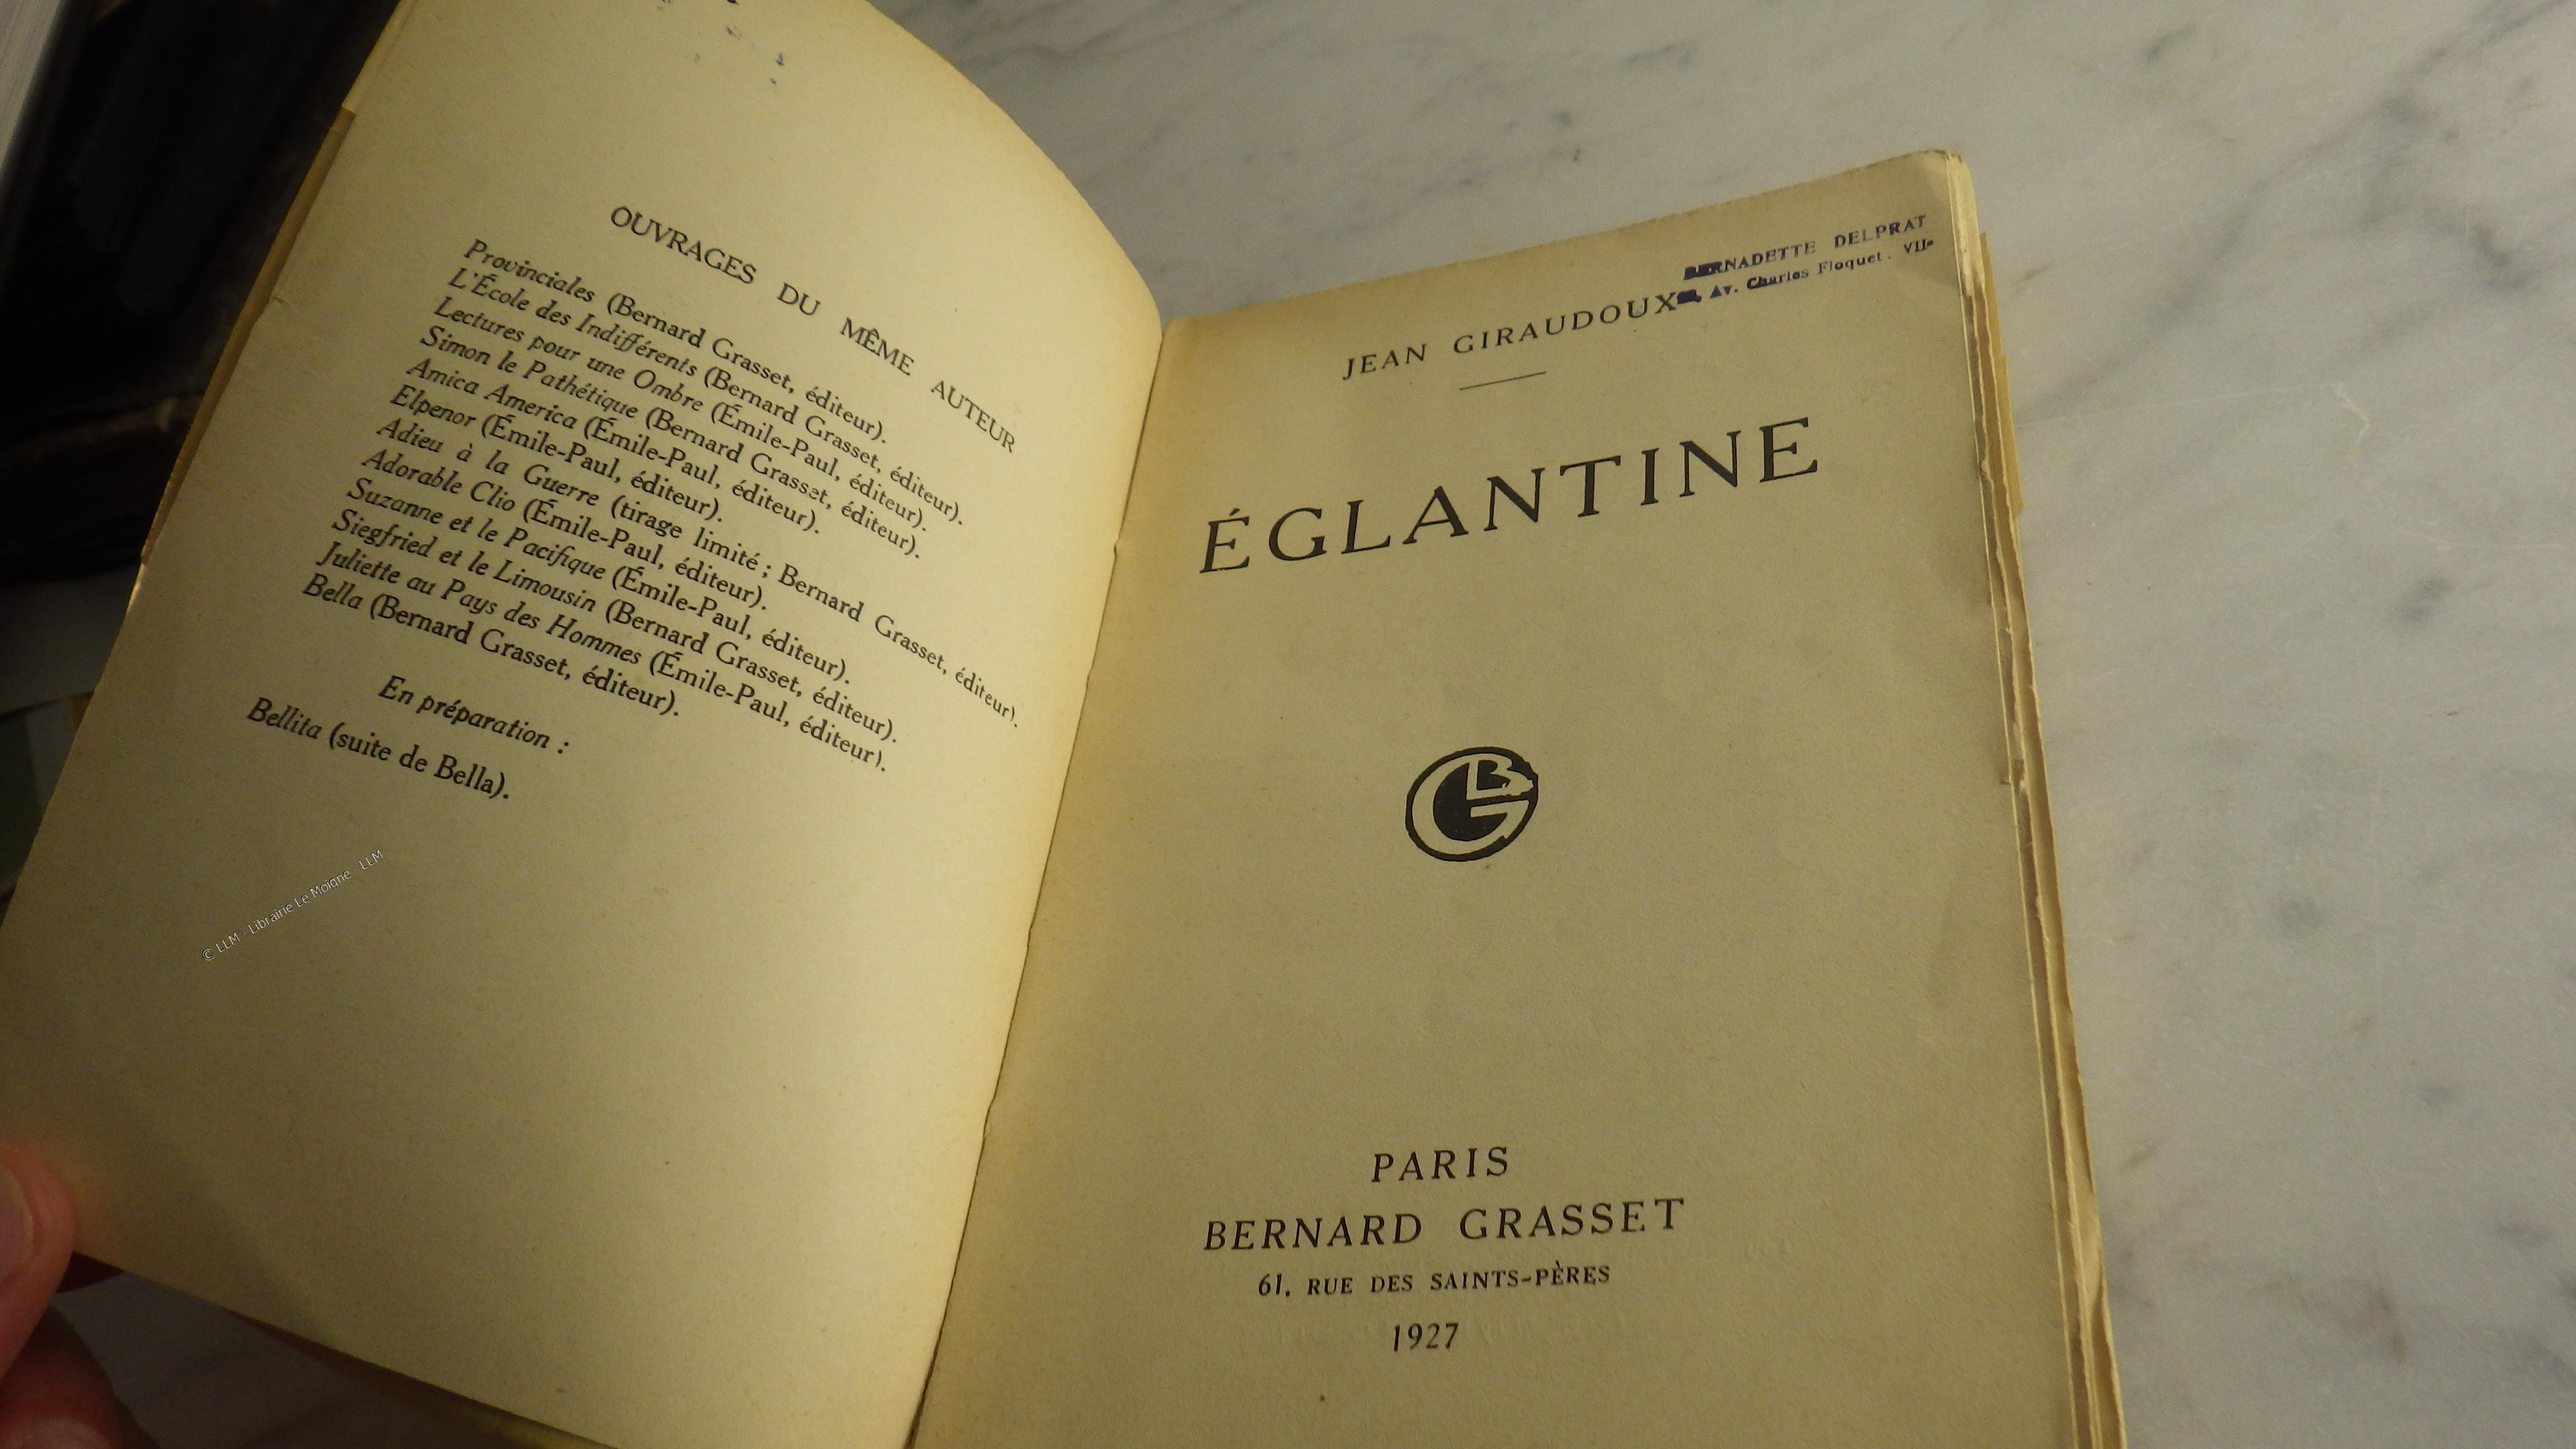 OUVRAGES DU MÊME AUTEUR
Provinciales (Bernard Grasset, éditeur).
L'École des Indifférents (Bernard Grasset, éditeur).
Lectures pour une Ombre (Émile-Paul, éditeur).
Simon le Pathétique (Bernard Grasset, éditeur).
Amica America (Émile-Paul, éditeur).
Elpenor (Émile-Paul, éditeur).
Adieu à la Guerre (tirage limité ; Bernard Grasset, éditeur).
Adorable Clio (Émile-Paul, éditeur).
Suzanne et le Pacifique (Émile-Paul, éditeur).
Siegfried et le Limousin (Bernard Grasset, éditeur).
Juliette au Pays des Hommes (Émile-Paul, éditeur).
Bella (Bernard Grasset, éditeur).
En préparation :
Bellita (suite de Bella).
© LLM - Librairie Le Moigne - LLM
BERNADETTE DELPRAT
Av. Charles Floquet . VIIe
JEAN GIRAUDOUX
ÉGLANTINE
BG
PARIS
BERNARD GRASSET
61, RUE DES SAINTS-PÈRES
1927